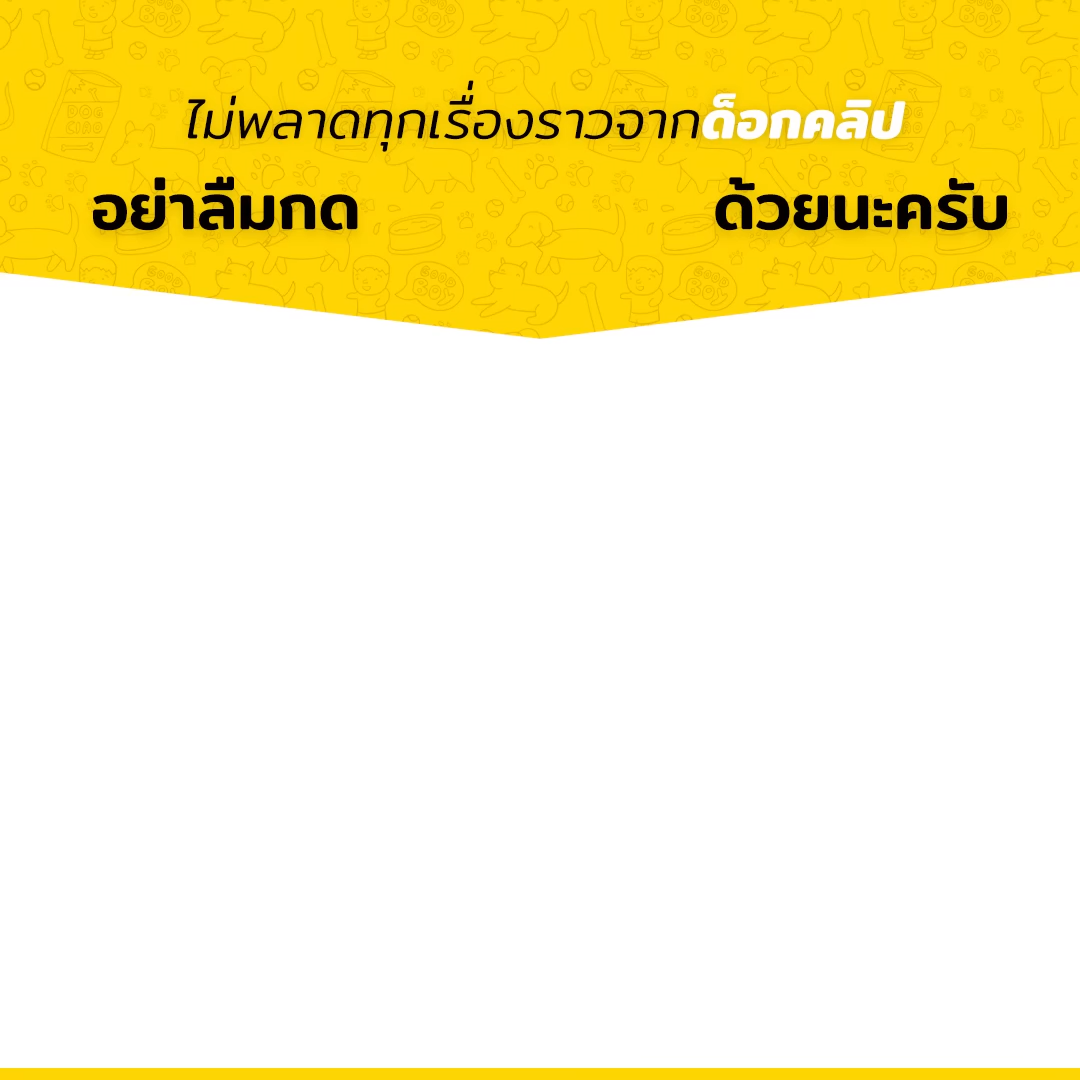 ไม่พลาดทุกเรื่องราวจากด็อกคลิป
อย่าลืมกด ด้วยนะครับ